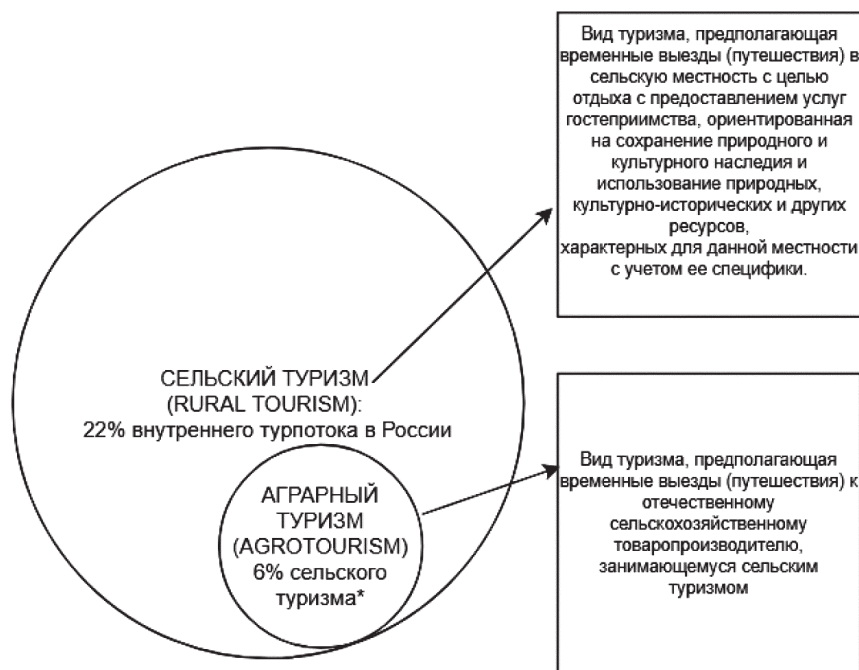 Вид туризма, предполагающая
временные выезды (путешествия) в
сельскую местность с целью
отдыха с предоставлением услуг
гостеприимства, ориентированная
на сохранение природного и
культурного наследия и
использование природных,
культурно-исторических и других
ресурсов,
характерных для данной местности
с учетом ее специфики.
СЕЛЬСКИЙ ТУРИЗМ
(RURAL TOURISM):
22% внутреннего турпотока в России
АГРАРНЫЙ
ТУРИЗМ
(AGROTOURISM)
6% сельского
туризма*
Вид туризма, предполагающая
временные выезды (путешествия) к
отечественному
сельскохозяйственному
товаропроизводителю,
занимающемуся сельским
туризмом